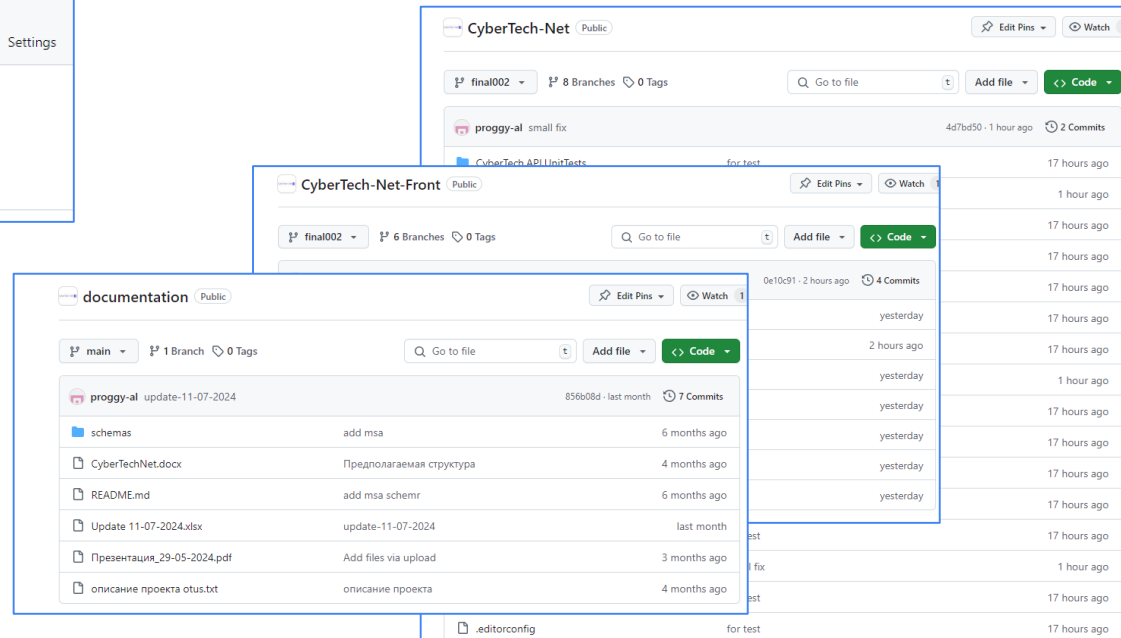 Settings
CyberTech-Net Public Edit Pins Watch
final002 8 Branches 0 Tags Go to file t Add file Code
proggy-al small fix 4d7bd50 · 1 hour ago 2 Commits
CyberTech.API.UnitTests for test 17 hours ago
1 hour ago
17 hours ago
17 hours ago
17 hours ago
17 hours ago
17 hours ago
1 hour ago
17 hours ago
17 hours ago
17 hours ago
17 hours ago
est 17 hours ago
fix 1 hour ago
est 17 hours ago
.editorconfig for test 17 hours ago
CyberTech-Net-Front Public Edit Pins Watch 1
final002 6 Branches 0 Tags Go to file t Add file Code
0e10c91 · 2 hours ago 4 Commits
yesterday
2 hours ago
yesterday
yesterday
yesterday
yesterday
yesterday
documentation Public Edit Pins Watch 1
main 1 Branch 0 Tags Go to file t Add file Code
proggy-al update-11-07-2024 856b08d · last month 7 Commits
schemas add msa 6 months ago
CyberTechNet.docx Предполагаемая структура 4 months ago
README.md add msa schemr 6 months ago
Update 11-07-2024.xlsx update-11-07-2024 last month
Презентация_29-05-2024.pdf Add files via upload 3 months ago
описание проекта otus.txt описание проекта 4 months ago